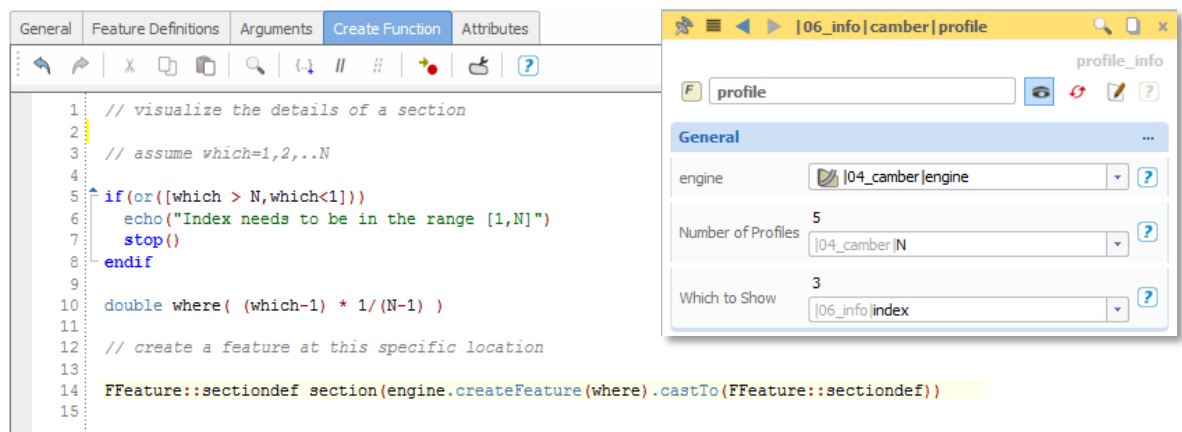 General Feature Definitions Arguments Create Function Attributes
1 // visualize the details of a section
2
3 // assume which=1,2,..N
4
5 if(or([which > N,which<1]))
6 echo("Index needs to be in the range [1,N]")
7 stop()
8 endif
9
10 double where( (which-1) * 1/(N-1) )
11
12 // create a feature at this specific location
13
14 FFeature::sectiondef section(engine.createFeature(where).castTo(FFeature::sectiondef))
15
|06_info|camber|profile
profile_info
F profile
General ...
engine |04_camber|engine
5
Number of Profiles |04_camber|N
3
Which to Show |06_info|index